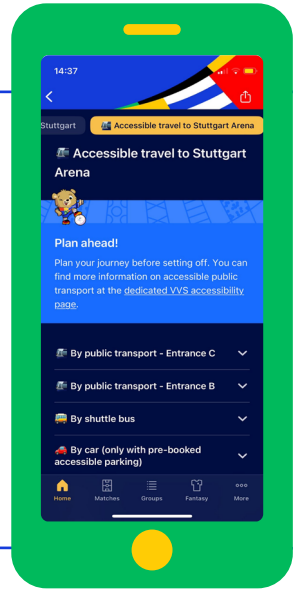 14:37
Stuttgart
Accessible travel to Stuttgart Arena
Accessible travel to Stuttgart
Arena
Plan ahead!
Plan your journey before setting off. You can
find more information on accessible public
transport at the dedicated VVS accessibility
page.
By public transport - Entrance C
By public transport - Entrance B
By shuttle bus
By car (only with pre-booked
accessible parking)
Home Matches Groups Fantasy More